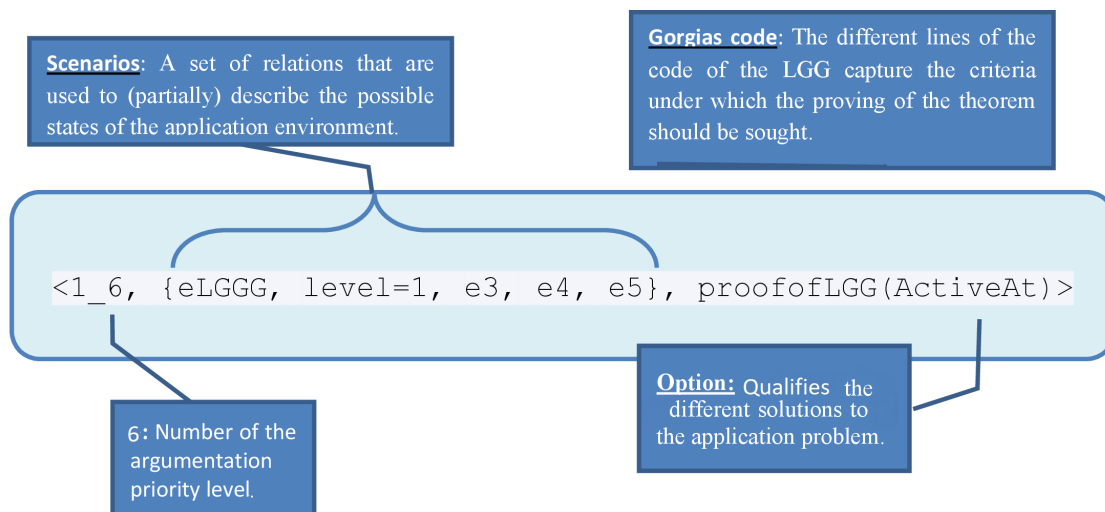 Scenarios: A set of relations that are
used to (partially) describe the possible
states of the application environment.
Gorgias code: The different lines of the
code of the LGG capture the criteria
under which the proving of the theorem
should be sought.
<1_6, {eLGGG, level=1, e3, e4, e5}, proofofLGG(ActiveAt)>
6: Number of the
argumentation
priority level.
Option: Qualifies the
different solutions to
the application problem.